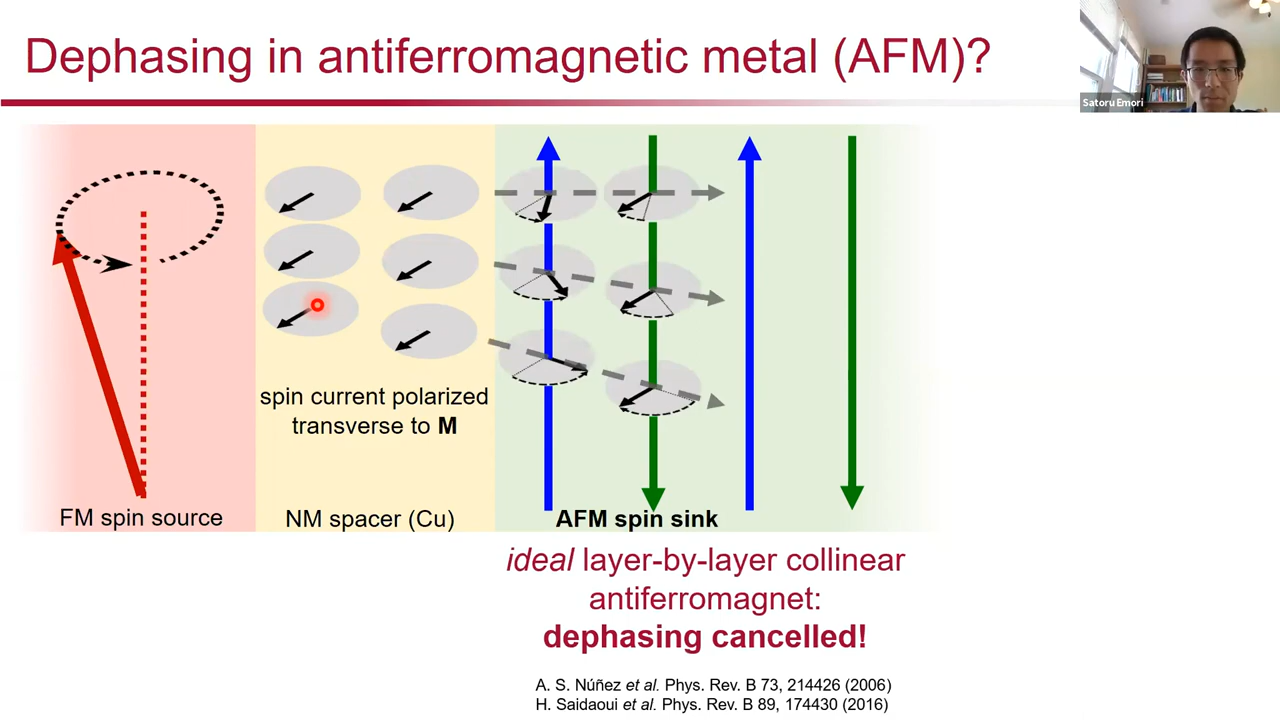 Dephasing in antiferromagnetic metal (AFM)?
Satoru Emori
spin current polarized
transverse to M
FM spin source
NM spacer (Cu)
AFM spin sink
ideal layer-by-layer collinear
antiferromagnet:
dephasing cancelled!
A. S. Núñez et al. Phys. Rev. B 73, 214426 (2006)
H. Saidaoui et al. Phys. Rev. B 89, 174430 (2016)